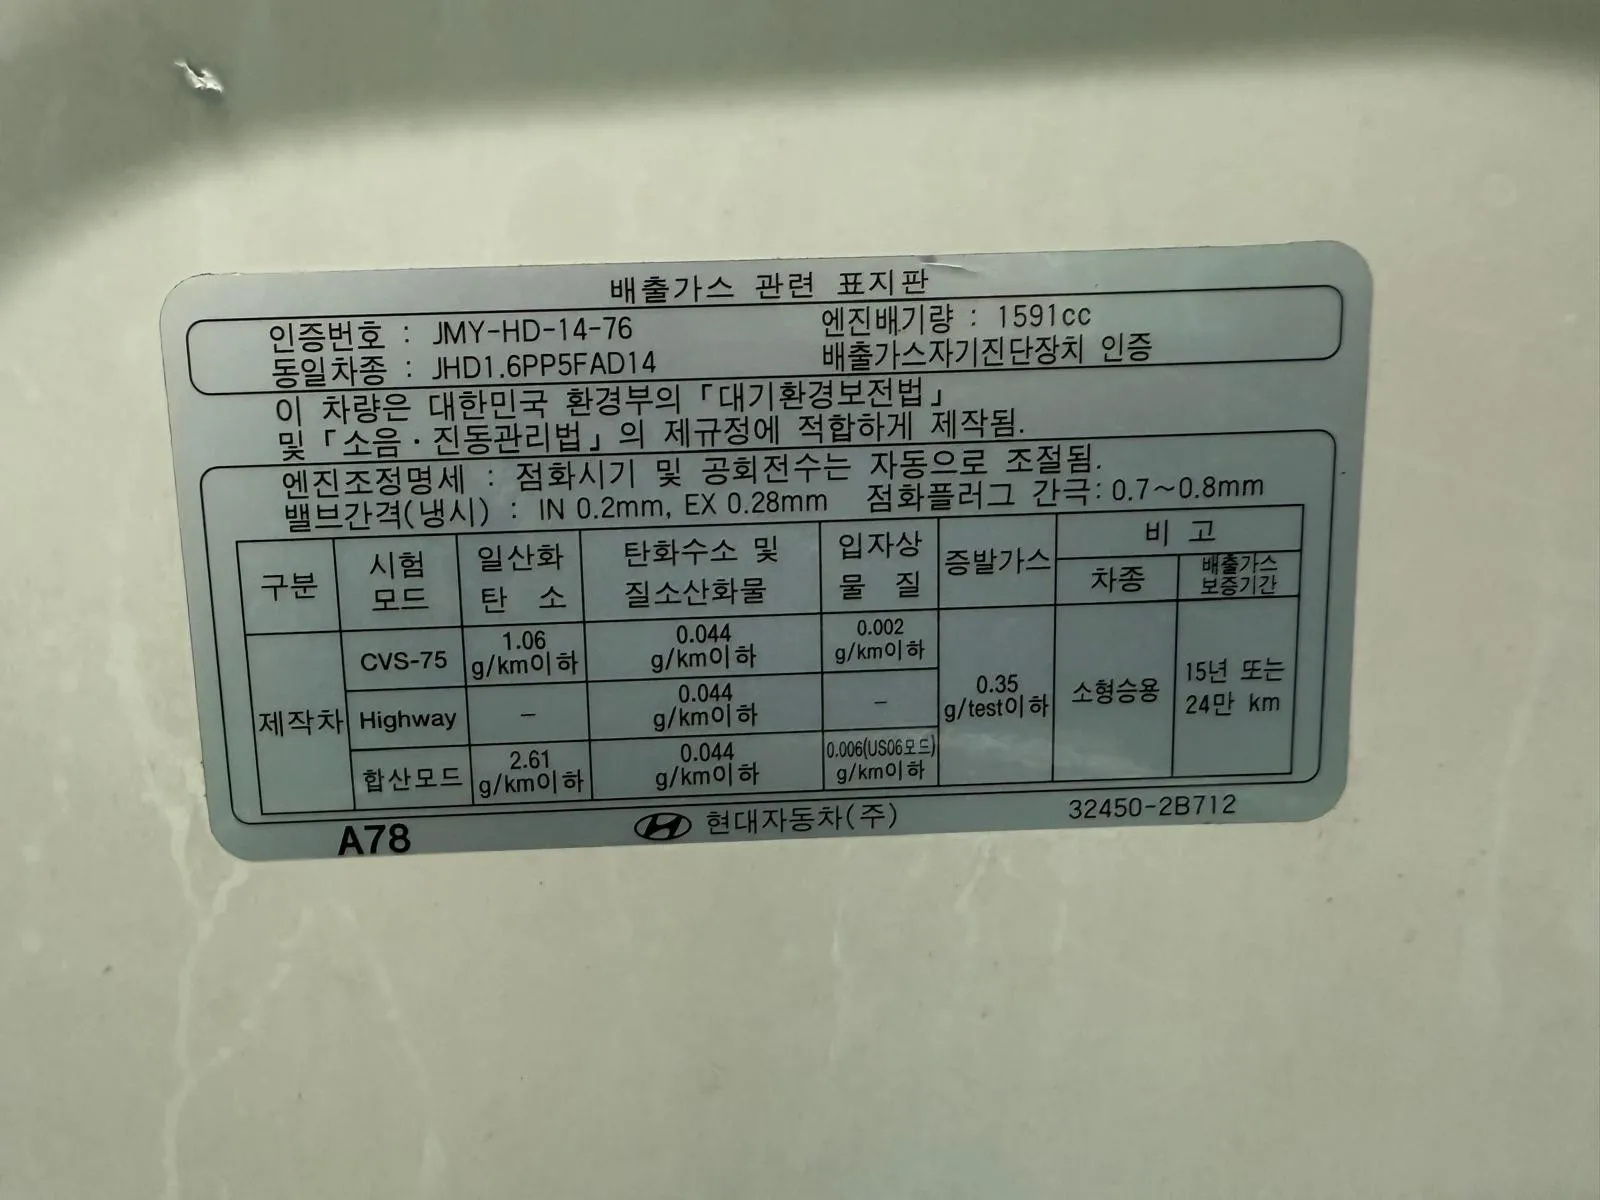 배출가스 관련 표지판
인증번호 : JMY-HD-14-76 엔진배기량 : 1591cc
동일차종 : JHD1.6PP5FAD14 배출가스자기진단장치 인증
이 차량은 대한민국 환경부의 「대기환경보전법」
및 「소음·진동관리법」의 제규정에 적합하게 제작됨.
엔진조정명세 : 점화시기 및 공회전수는 자동으로 조절됨.
밸브간격(냉시) : IN 0.2mm, EX 0.28mm 점화플러그 간극: 0.7~0.8mm
구분 시험 모드 일산화 탄 소 탄화수소 및 질소산화물 입자상 물 질 증발가스 비 고
차종 배출가스 보증기간
제작차 CVS-75 1.06 g/km이하 0.044 g/km이하 0.002 g/km이하 0.35 g/test이하 소형승용 15년 또는 24만 km
Highway - 0.044 g/km이하 -
합산모드 2.61 g/km이하 0.044 g/km이하 0.006(US06모드) g/km이하
A78 현대자동차(주) 32450-2B712